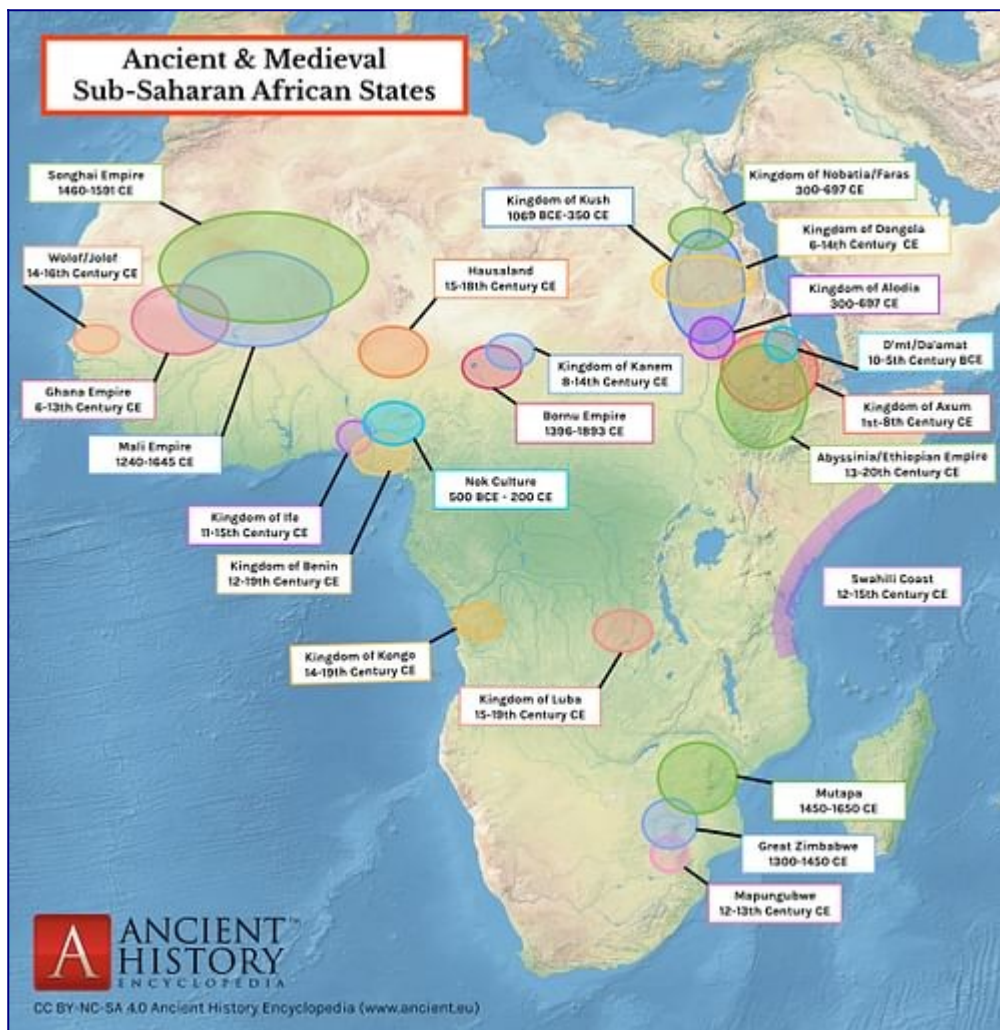 Ancient & Medieval
Sub-Saharan African States
Songhai Empire
1460-1591 CE
Kingdom of Nobatia/Faras
300-697 CE
Kingdom of Kush
1069 BCE-350 CE
Kingdom of Dongola
6-14th Century CE
Wolof/Jolof
14-16th Century CE
Hausaland
15-18th Century CE
Kingdom of Alodia
300-697 CE
D'mt/Da'amat
10-5th Century BCE
Ghana Empire
6-13th Century CE
Kingdom of Kanem
8-14th Century CE
Bornu Empire
1396-1893 CE
Kingdom of Axum
1st-8th Century CE
Mali Empire
1240-1645 CE
Abyssinia/Ethiopian Empire
13-20th Century CE
Nok Culture
500 BCE - 200 CE
Kingdom of Ife
11-15th Century CE
Kingdom of Benin
12-19th Century CE
Swahili Coast
12-15th Century CE
Kingdom of Kongo
14-19th Century CE
Kingdom of Luba
15-19th Century CE
Mutapa
1450-1650 CE
Great Zimbabwe
1300-1450 CE
Mapungubwe
12-13th Century CE
A
ANCIENT™
HISTORY
ENCYCLOPEDIA
CC BY-NC-SA 4.0 Ancient History Encyclopedia (www.ancient.eu)